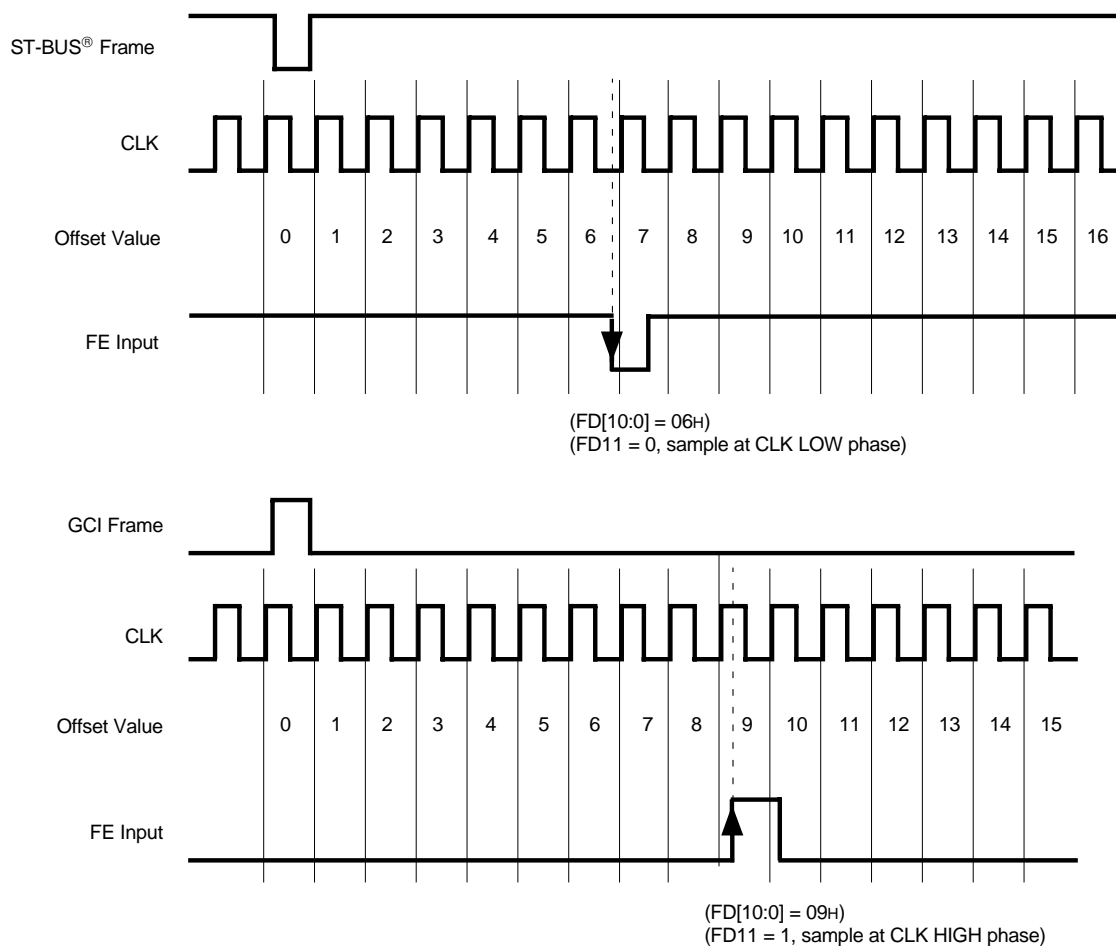 ST-BUS® Frame
CLK
Offset Value 0 1 2 3 4 5 6 7 8 9 10 11 12 13 14 15 16
FE Input
(FD[10:0] = 06H)
(FD11 = 0, sample at CLK LOW phase)
GCI Frame
CLK
Offset Value 0 1 2 3 4 5 6 7 8 9 10 11 12 13 14 15
FE Input
(FD[10:0] = 09H)
(FD11 = 1, sample at CLK HIGH phase)